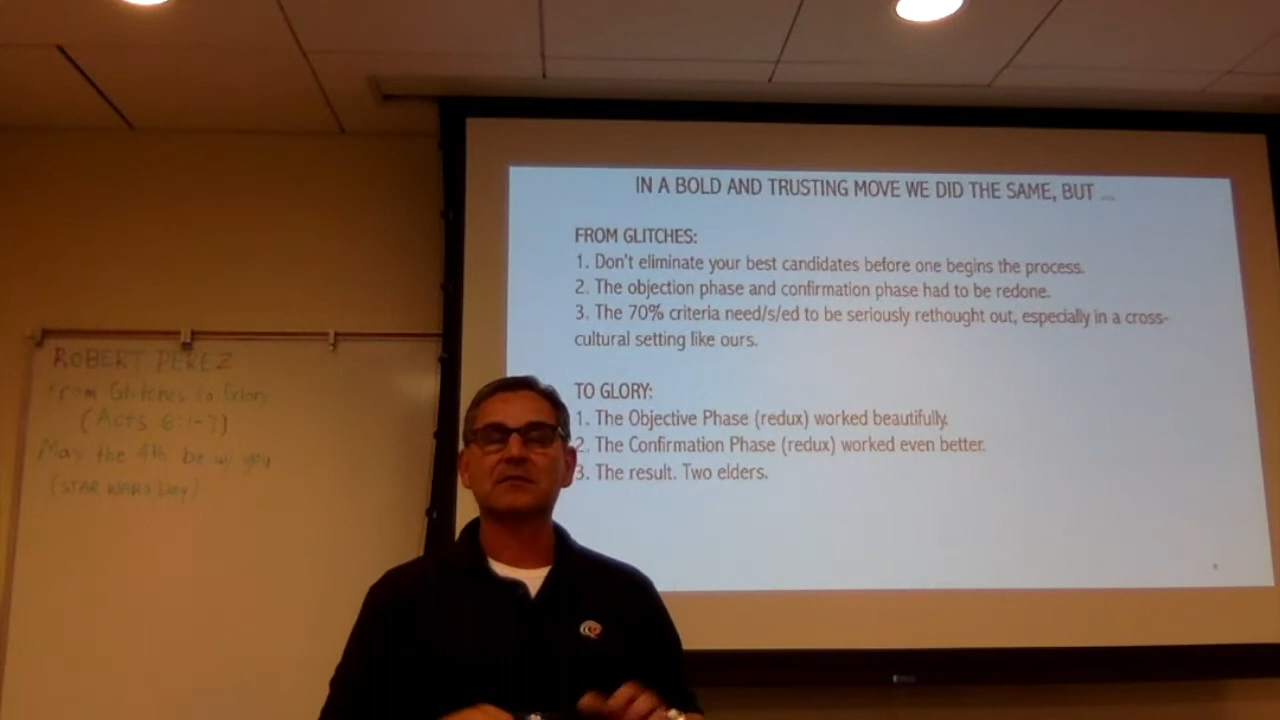 IN A BOLD AND TRUSTING MOVE WE DID THE SAME, BUT ...
FROM GLITCHES:
1. Don't eliminate your best candidates before one begins the process.
2. The objection phase and confirmation phase had to be redone.
3. The 70% criteria need/s/ed to be seriously rethought out, especially in a cross-
cultural setting like ours.
TO GLORY:
1. The Objective Phase (redux) worked beautifully.
2. The Confirmation Phase (redux) worked even better.
3. The result. Two elders.
ROBERT PEREZ
From Glitches to Glory
(Acts 6:1-7)
May the 4th be w/ you
(STAR WARS Day)